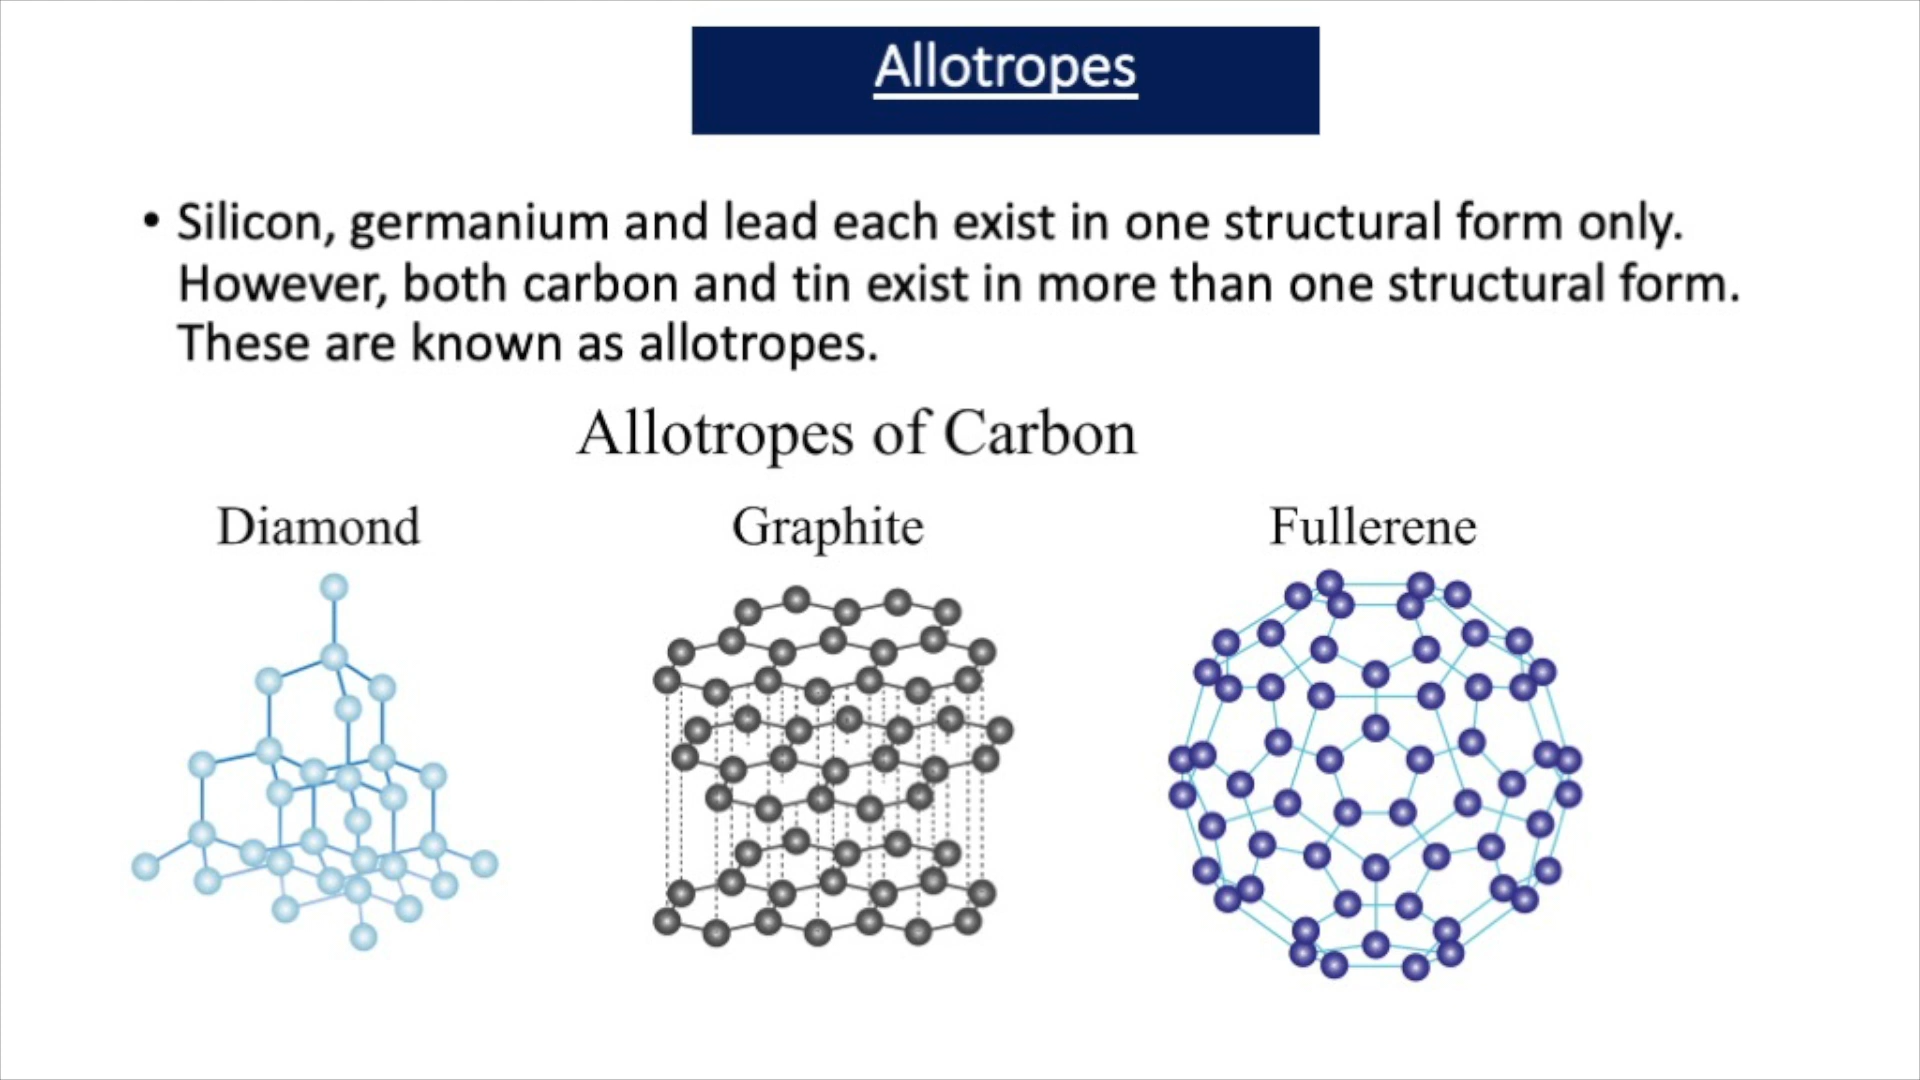 Allotropes
• Silicon, germanium and lead each exist in one structural form only.
However, both carbon and tin exist in more than one structural form.
These are known as allotropes.
Allotropes of Carbon
Diamond Graphite Fullerene